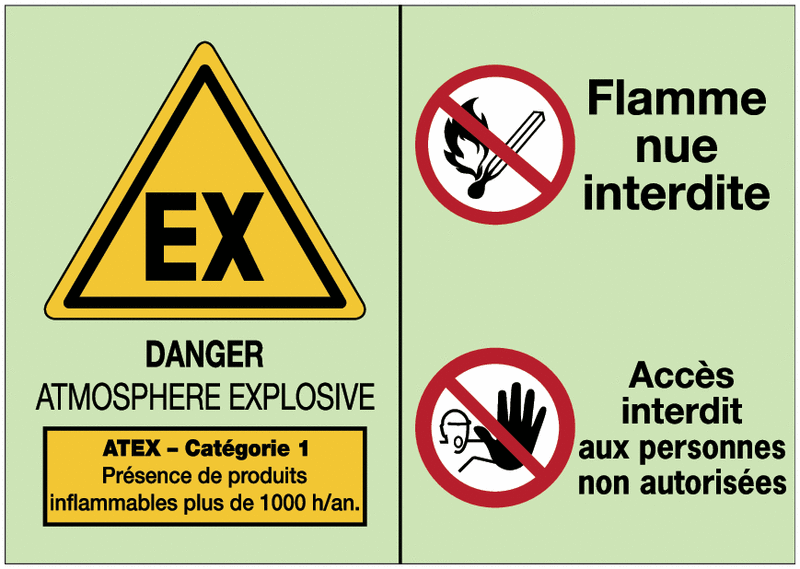 EX
DANGER
ATMOSPHERE EXPLOSIVE
ATEX – Catégorie 1
Présence de produits
inflammables plus de 1000 h/an.
Flamme
nue
interdite
Accès
interdit
aux personnes
non autorisées